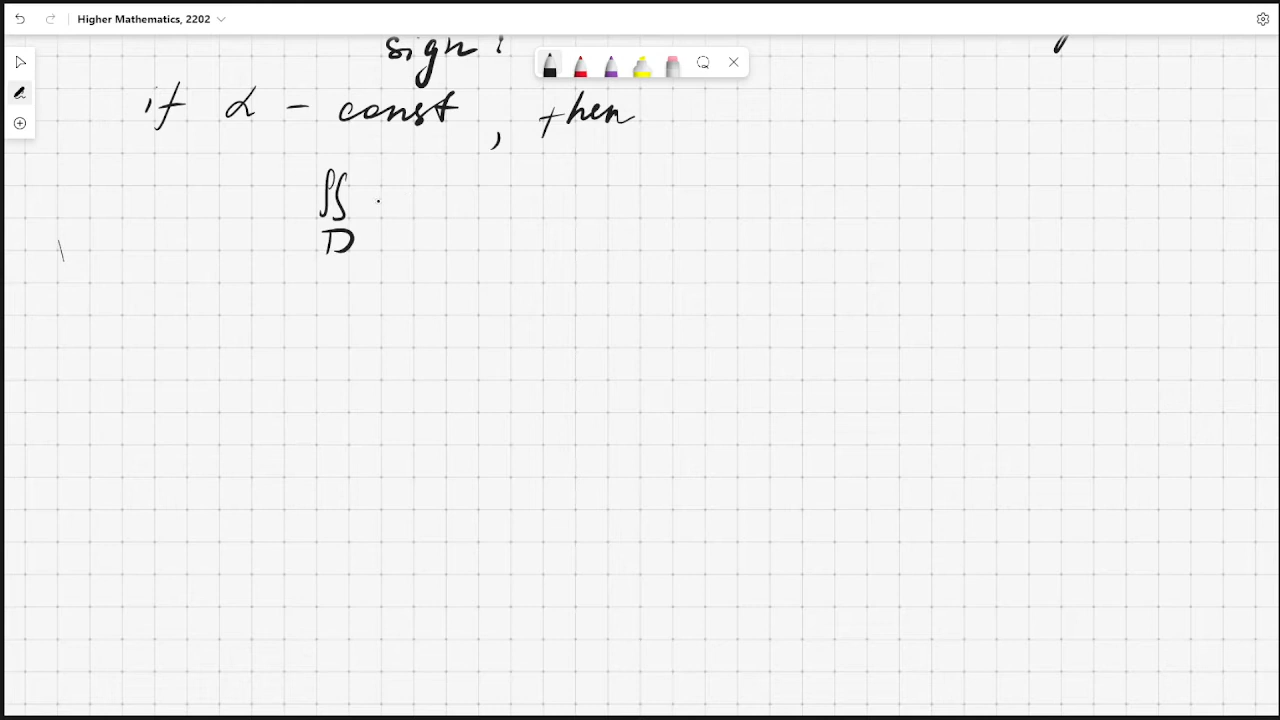 Higher Mathematics, 2202
sign:
if α - const, then
∬
D